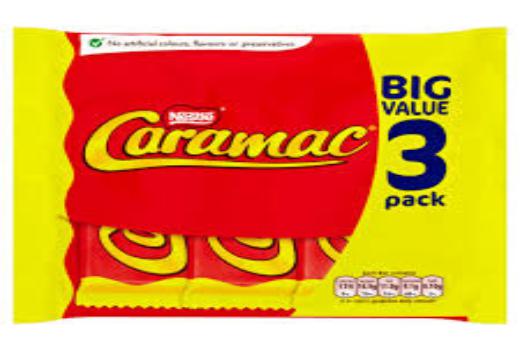 No artificial colours, flavours or preservatives
Nestlé
Caramac
BIG
VALUE
3
pack